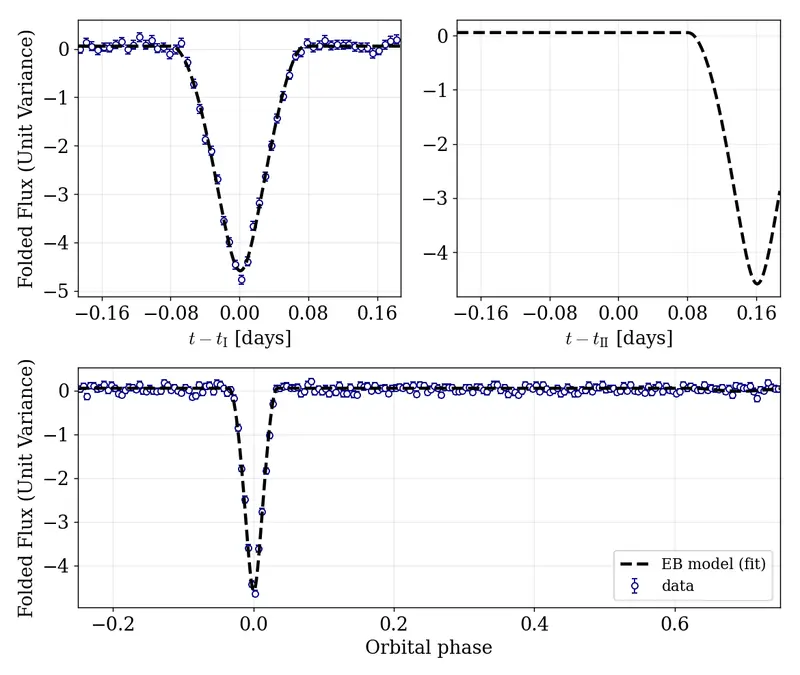 Folded Flux (Unit Variance)
0
−1
−2
−3
−4
−5
−0.16 −0.08 0.00 0.08 0.16
t − t_I [days]
0
−1
−2
−3
−4
−0.16 −0.08 0.00 0.08 0.16
t − t_II [days]
Folded Flux (Unit Variance)
0
−1
−2
−3
−4
EB model (fit)
data
−0.2 0.0 0.2 0.4 0.6
Orbital phase